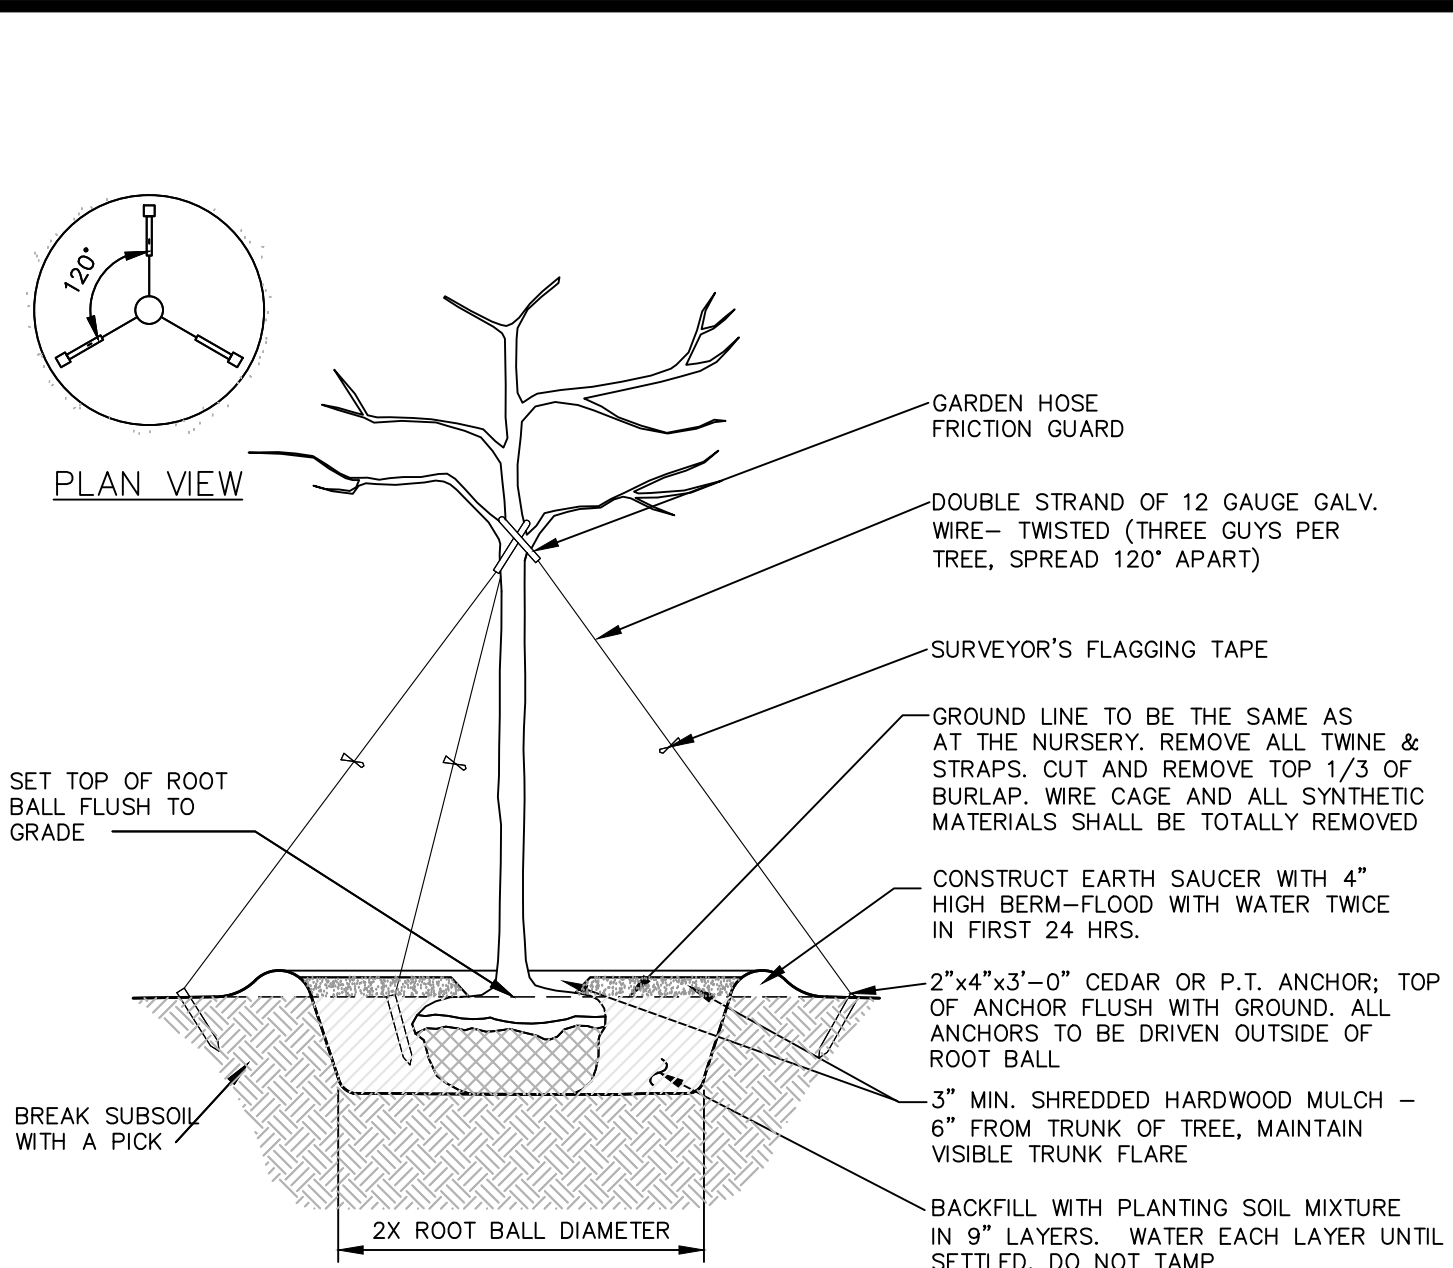 120°
PLAN VIEW
GARDEN HOSE
FRICTION GUARD
DOUBLE STRAND OF 12 GAUGE GALV.
WIRE– TWISTED (THREE GUYS PER
TREE, SPREAD 120° APART)
SURVEYOR'S FLAGGING TAPE
GROUND LINE TO BE THE SAME AS
AT THE NURSERY. REMOVE ALL TWINE &
STRAPS. CUT AND REMOVE TOP 1/3 OF
BURLAP. WIRE CAGE AND ALL SYNTHETIC
MATERIALS SHALL BE TOTALLY REMOVED
SET TOP OF ROOT
BALL FLUSH TO
GRADE
CONSTRUCT EARTH SAUCER WITH 4"
HIGH BERM–FLOOD WITH WATER TWICE
IN FIRST 24 HRS.
2"x4"x3'–0" CEDAR OR P.T. ANCHOR; TOP
OF ANCHOR FLUSH WITH GROUND. ALL
ANCHORS TO BE DRIVEN OUTSIDE OF
ROOT BALL
BREAK SUBSOIL
WITH A PICK
3" MIN. SHREDDED HARDWOOD MULCH –
6" FROM TRUNK OF TREE, MAINTAIN
VISIBLE TRUNK FLARE
BACKFILL WITH PLANTING SOIL MIXTURE
IN 9" LAYERS. WATER EACH LAYER UNTIL
SETTLED. DO NOT TAMP
2X ROOT BALL DIAMETER